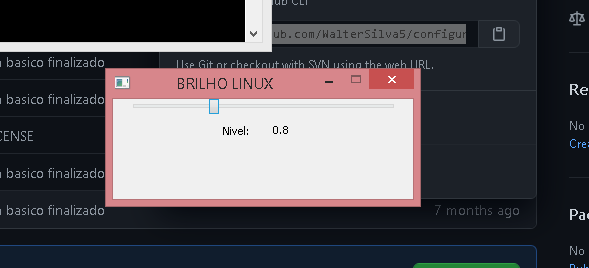 ub CLI
ub.com/WalterSilva5/configur
Use Git or checkout with SVN using the web URL.
basico finalizado
basico finalizado
CENSE
basico finalizado
basico finalizado
7 months ago
BRILHO LINUX
Nivel: 0.8
Re
No
Crea
Pac
No